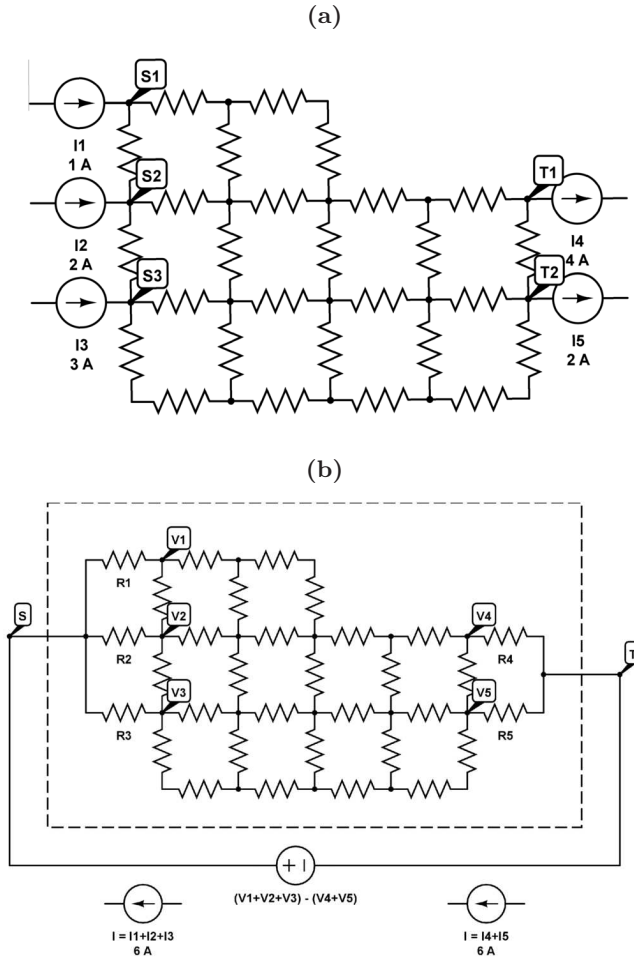 (a)
S1
I1
1 A
S2
T1
I2
2 A
I4
4 A
S3
T2
I3
3 A
I5
2 A
(b)
V1
R1
S
V2
V4
R2
R4
T
V3
V5
R3
R5
(V1+V2+V3) - (V4+V5)
I = I1+I2+I3
6 A
I = I4+I5
6 A